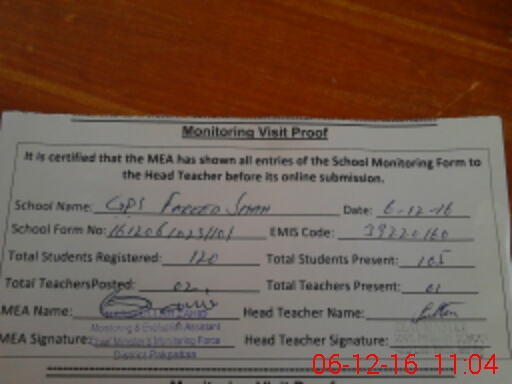 Monitoring Visit Proof
It is certified that the MEA has shown all entries of the School Monitoring Form to
the Head Teacher before its online submission.
School Name: GPS Fareed Shah Date: 6-12-16
School Form No: EMIS Code: 39220160
Total Students Registered: 120 Total Students Present: 105
Total TeachersPosted: 02 Total Teachers Present: 01
MEA Name: Head Teacher Name:
Monitoring & Evaluation Assistant
MEA Signature: Chief Minister's Monitoring Force Head Teacher Signature:
District Pakpattan
06-12-16 11:04
Monitoring Visit Proof